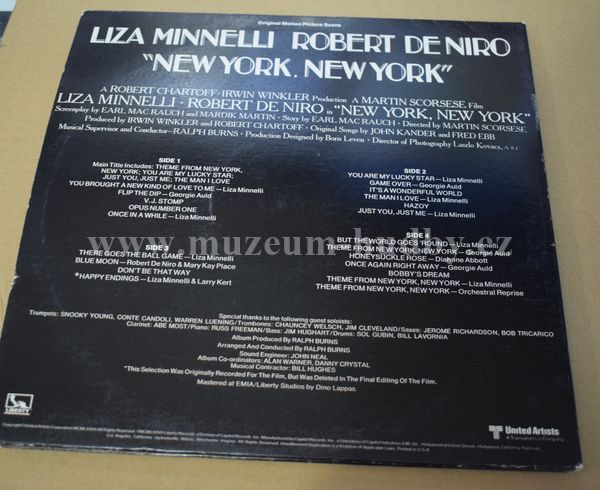 Original Motion Picture Score
LIZA MINNELLI ROBERT DE NIRO
"NEW YORK, NEW YORK"
A ROBERT CHARTOFF-IRWIN WINKLER Production A MARTIN SCORSESE Film
LIZA MINNELLI · ROBERT DE NIRO in "NEW YORK, NEW YORK"
Screenplay by EARL MAC RAUCH and MARDIK MARTIN · Story by EARL MAC RAUCH · Directed by MARTIN SCORSESE
Produced by IRWIN WINKLER and ROBERT CHARTOFF · Original Songs by JOHN KANDER and FRED EBB
Musical Supervisor and Conductor—RALPH BURNS · Production Designed by Boris Leven · Director of Photography Laszlo Kovacs, A.S.C.
SIDE 1
Main Title Includes: THEME FROM NEW YORK,
NEW YORK; YOU ARE MY LUCKY STAR;
JUST YOU, JUST ME; THE MAN I LOVE
YOU BROUGHT A NEW KIND OF LOVE TO ME — Liza Minnelli
FLIP THE DIP — Georgie Auld
V.J. STOMP
OPUS NUMBER ONE
ONCE IN A WHILE — Liza Minnelli
SIDE 2
YOU ARE MY LUCKY STAR — Liza Minnelli
GAME OVER — Georgie Auld
IT'S A WONDERFUL WORLD
THE MAN I LOVE — Liza Minnelli
HAZOY
JUST YOU, JUST ME — Liza Minnelli
SIDE 3
THERE GOES THE BALL GAME — Liza Minnelli
BLUE MOON — Robert De Niro & Mary Kay Place
DON'T BE THAT WAY
*HAPPY ENDINGS — Liza Minnelli & Larry Kert
SIDE 4
BUT THE WORLD GOES 'ROUND — Liza Minnelli
THEME FROM NEW YORK, NEW YORK — Georgie Auld
HONEYSUCKLE ROSE — Diahnne Abbott
ONCE AGAIN RIGHT AWAY — Georgie Auld
BOBBY'S DREAM
THEME FROM NEW YORK, NEW YORK — Liza Minnelli
THEME FROM NEW YORK, NEW YORK — Orchestral Reprise
www.muzeum-hudby.cz
Special thanks to the following guest soloists:
Trumpets: SNOOKY YOUNG, CONTE CANDOLI, WARREN LUENING/Trombones: CHAUNCEY WELSCH, JIM CLEVELAND/Saxes: JEROME RICHARDSON, BOB TRICARICO
Clarinet: ABE MOST/Piano: RUSS FREEMAN/Bass: JIM HUGHART/Drums: SOL GUBIN, BILL LAVORNIA
Album Produced by RALPH BURNS
Arranged and Conducted by RALPH BURNS
Sound Engineer: JOHN NEAL
Album Co-ordinators: ALAN WARNER, DANNY CRYSTAL
Musical Contractor: BILL HUGHES
*This Selection Was Originally Recorded For The Film, But Was Deleted In The Final Editing Of The Film.
Mastered at EMIA/Liberty Studios by Dino Lappas.
LIBERTY
United Artists
A Transamerica Company